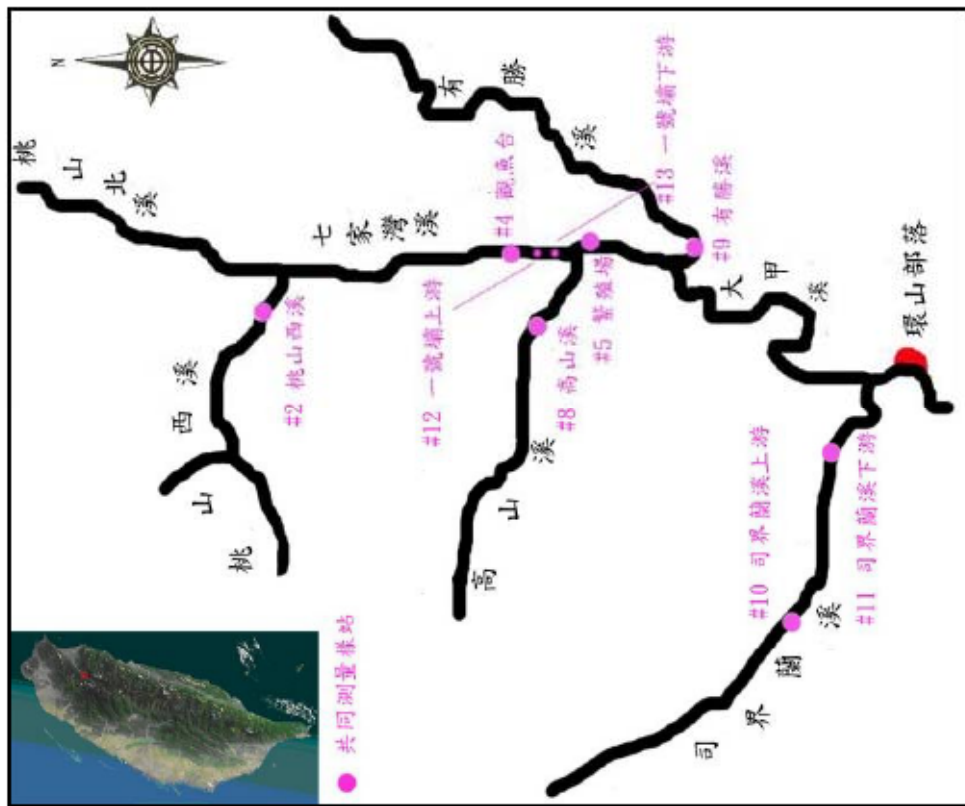 N
桃山北溪
有勝溪
七家灣溪
#4 觀魚台
#13 一號壩下游
#9 有勝溪
大甲溪
環山部落
#2 桃山西溪
#12 一號壩上游
#8 高山溪
#5 繁殖場
桃山西溪
高山溪
#10 司界蘭溪上游
#11 司界蘭溪下游
司界蘭溪
共同測量樣站